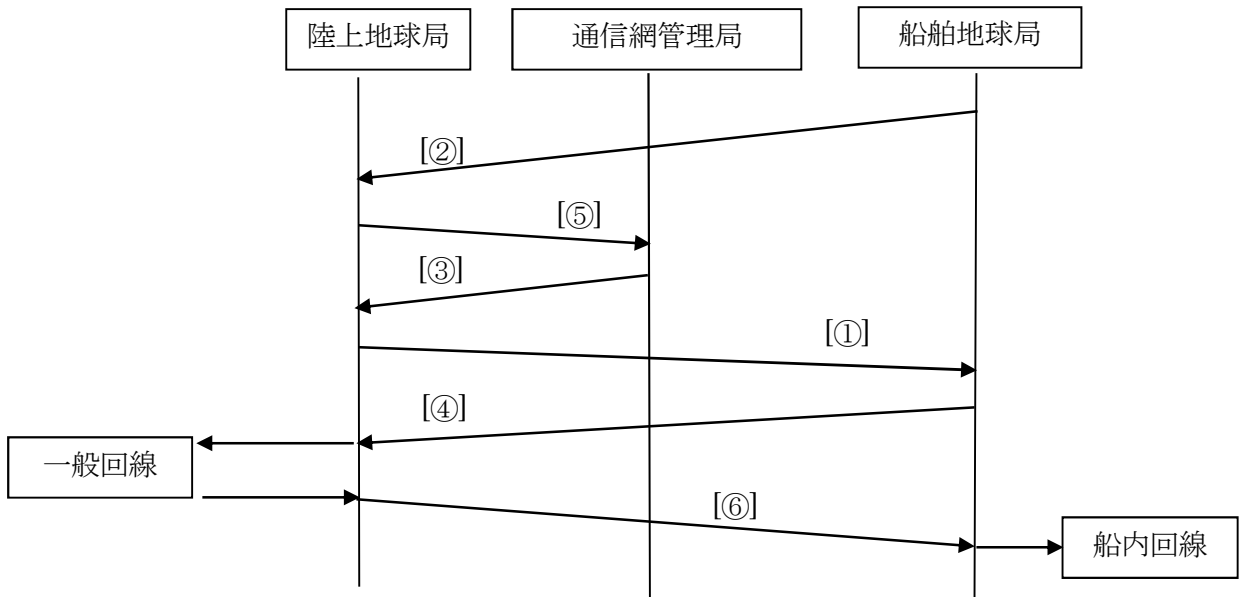 陸上地球局
通信網管理局
船舶地球局
[②]
[⑤]
[③]
[①]
[④]
一般回線
[⑥]
船内回線